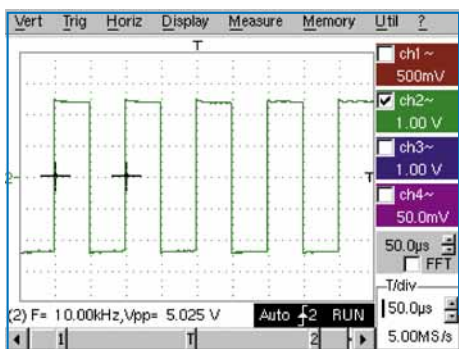 Vert Trig Horiz Display Measure Memory Util ?
T
ch1 ~
500mV
ch2~
1.00 V
ch3~
1.00 V
ch4~
50.0mV
2
T
50.0µs
FFT
T/div
50.0µs
5.00MS/s
(2) F= 10.00kHz,Vpp= 5.025 V
Auto 2 RUN
1 T 2